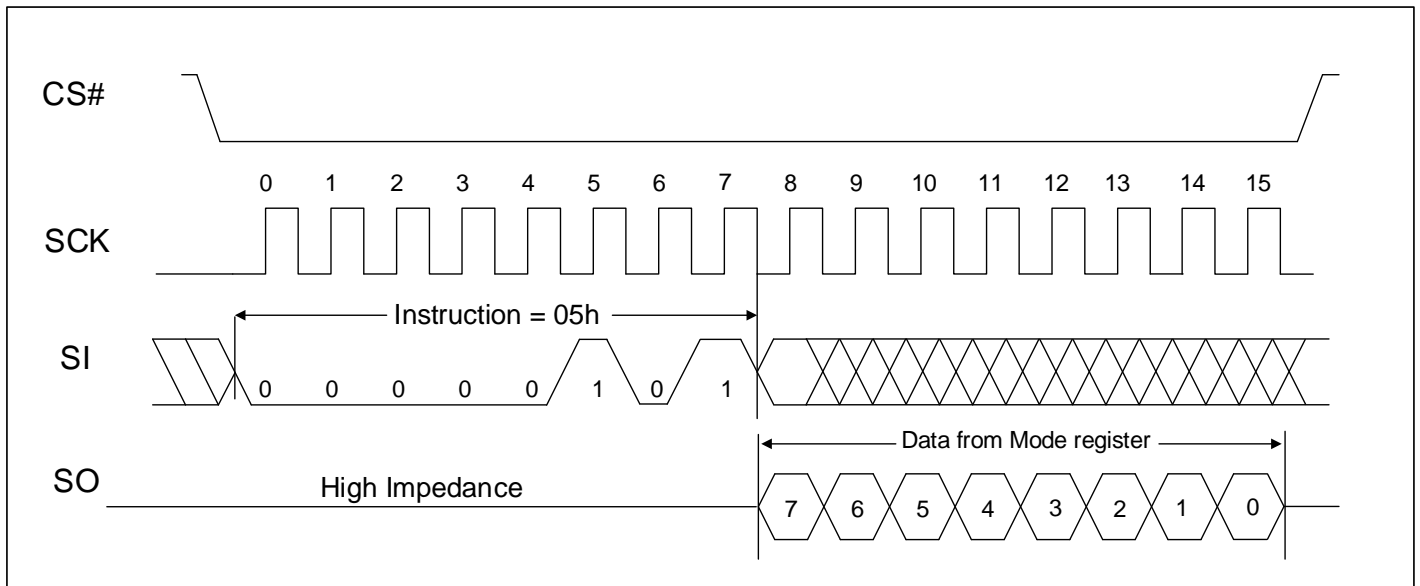 CS#
0 1 2 3 4 5 6 7 8 9 10 11 12 13 14 15
SCK
Instruction = 05h
SI
0 0 0 0 0 1 0 1
Data from Mode register
SO
High Impedance
7 6 5 4 3 2 1 0